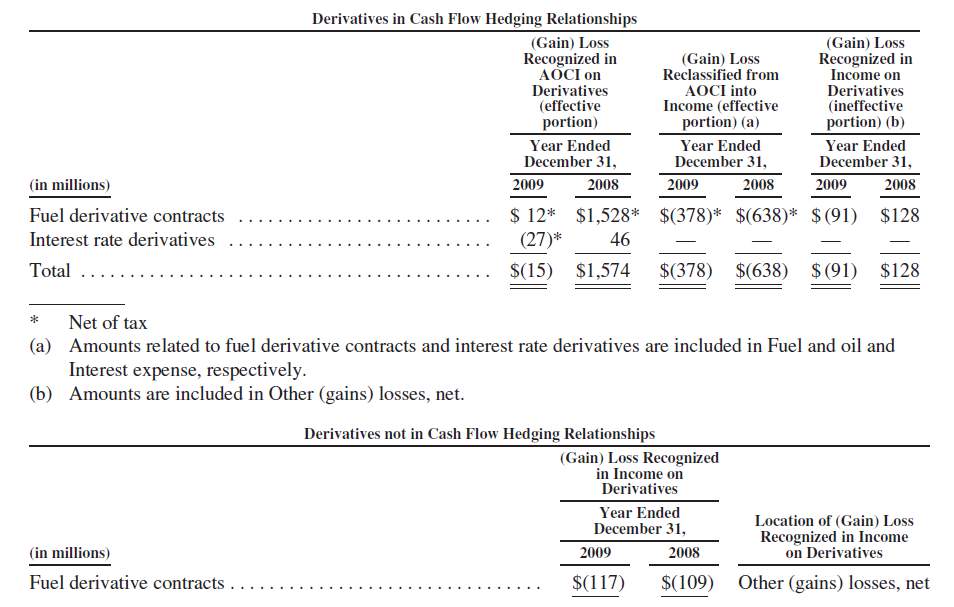 Derivatives in Cash Flow Hedging Relationships
(Gain) Loss
Recognized in
AOCI on
Derivatives
(effective
portion)
(Gain) Loss
Reclassified from
AOCI into
Income (effective
portion) (a)
(Gain) Loss
Recognized in
Income on
Derivatives
(ineffective
portion) (b)
Year Ended
December 31,
Year Ended
December 31,
Year Ended
December 31,
(in millions) 2009 2008 2009 2008 2009 2008
Fuel derivative contracts .......................... $ 12* $1,528* $(378)* $(638)* $(91) $128
Interest rate derivatives ........................... (27)* 46 — — — —
Total .......................................... $(15) $1,574 $(378) $(638) $(91) $128
* Net of tax
(a) Amounts related to fuel derivative contracts and interest rate derivatives are included in Fuel and oil and
Interest expense, respectively.
(b) Amounts are included in Other (gains) losses, net.
Derivatives not in Cash Flow Hedging Relationships
(Gain) Loss Recognized
in Income on
Derivatives
Year Ended
December 31,
Location of (Gain) Loss
Recognized in Income
on Derivatives
(in millions) 2009 2008
Fuel derivative contracts ................................ $(117) $(109) Other (gains) losses, net